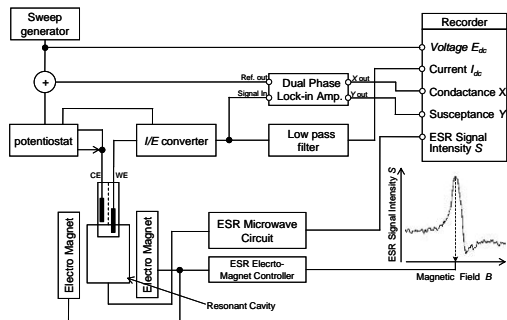 Sweep
generator
Recorder
Voltage Edc
Current Idc
Conductance X
Susceptance Y
ESR Signal
Intensity S
+
Ref. out
Signal In
Dual Phase
Lock-in Amp.
X out
Y out
potentiostat
I/E converter
Low pass
filter
CE
WE
Electro Magnet
Electro Magnet
ESR Microwave
Circuit
ESR Elecrto-
Magnet Controller
Resonant Cavity
ESR Signal Intensity S
Magnetic Field B